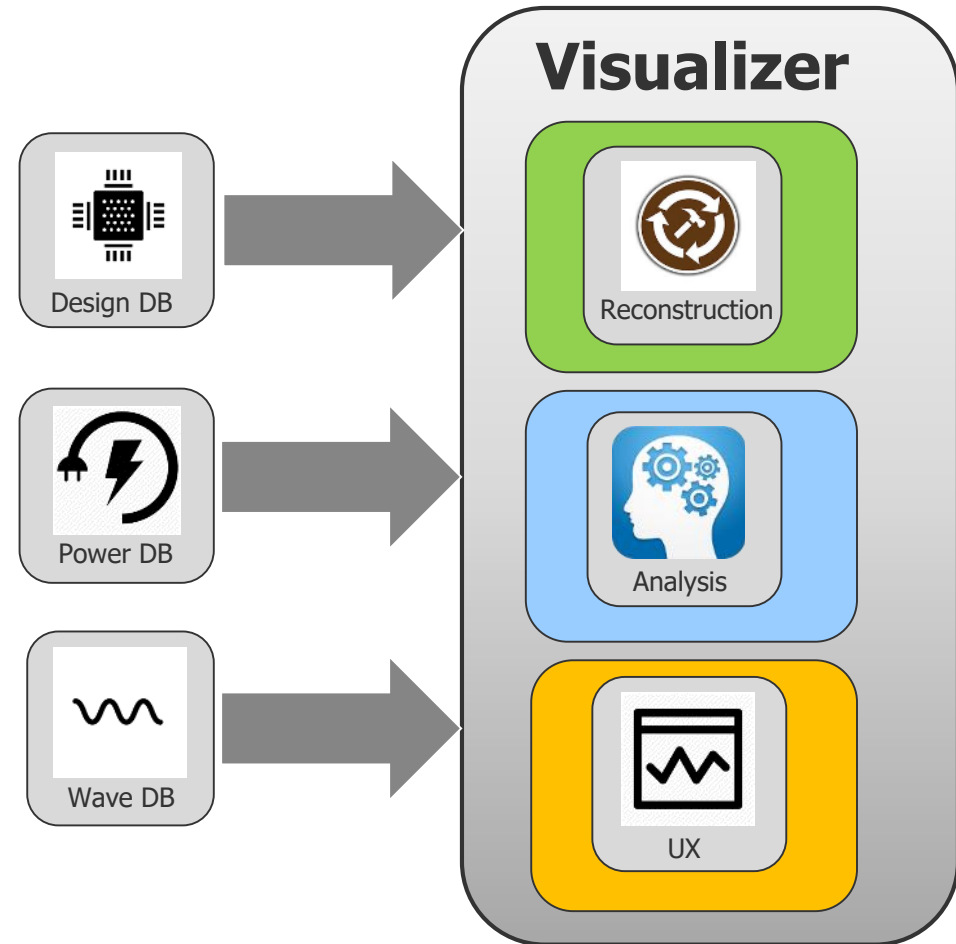 Visualizer
Design DB
Reconstruction
Power DB
Analysis
Wave DB
UX